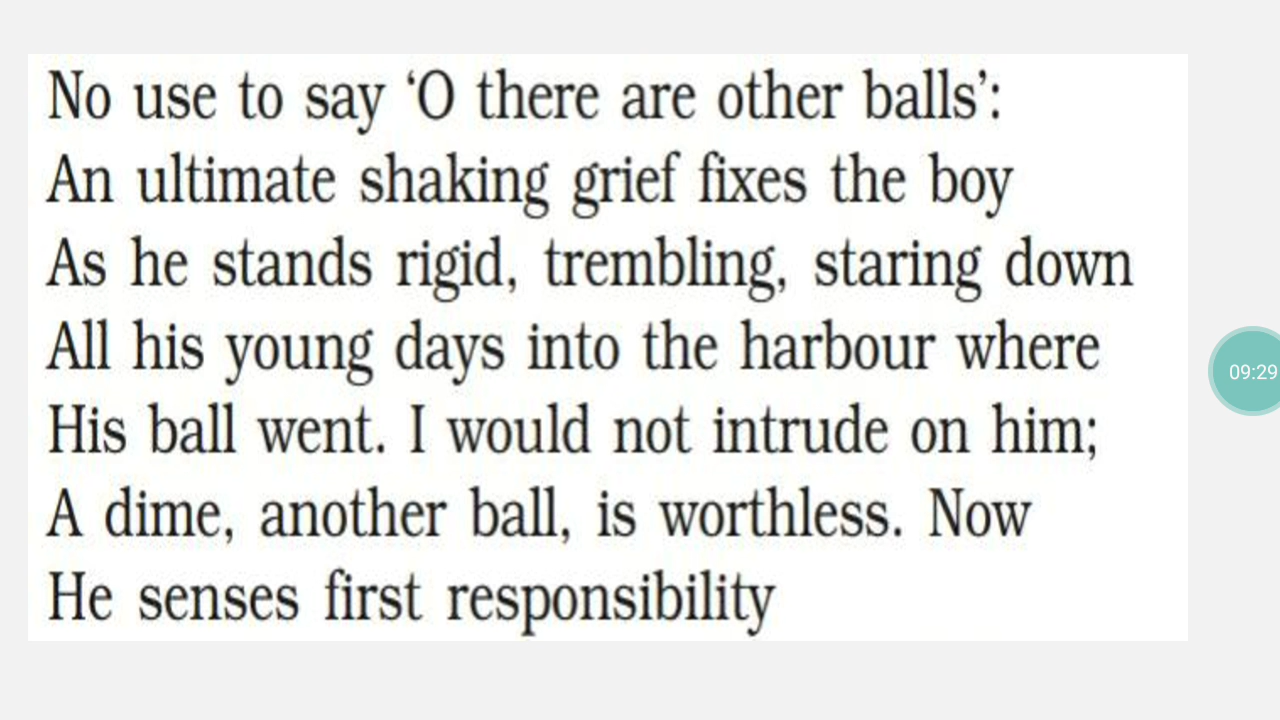 No use to say ‘O there are other balls’:
An ultimate shaking grief fixes the boy
As he stands rigid, trembling, staring down
All his young days into the harbour where
His ball went. I would not intrude on him;
A dime, another ball, is worthless. Now
He senses first responsibility
09:29